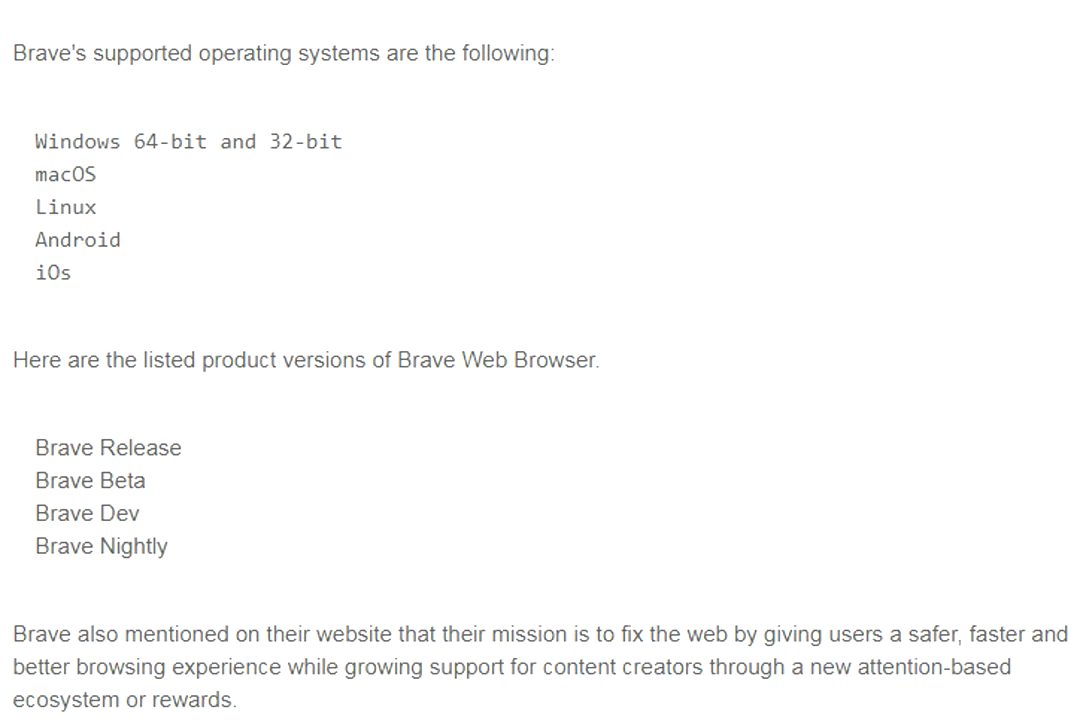 Brave's supported operating systems are the following:
Windows 64-bit and 32-bit
macOS
Linux
Android
iOs
Here are the listed product versions of Brave Web Browser.
Brave Release
Brave Beta
Brave Dev
Brave Nightly
Brave also mentioned on their website that their mission is to fix the web by giving users a safer, faster and
better browsing experience while growing support for content creators through a new attention-based
ecosystem or rewards.